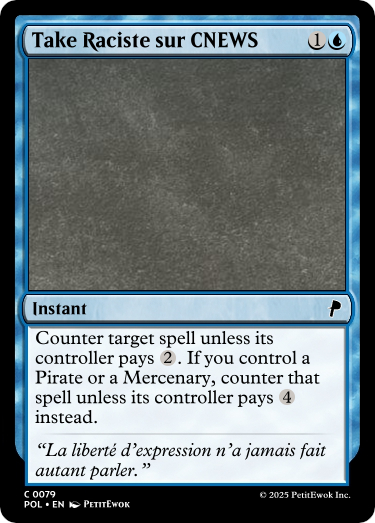 Take Raciste sur CNEWS 1
Instant
Counter target spell unless its
controller pays 2. If you control a
Pirate or a Mercenary, counter that
spell unless its controller pays 4
instead.
“La liberté d’expression n’a jamais fait
autant parler.”
C 0079
POL • EN PetitEwok
© 2025 PetitEwok Inc.